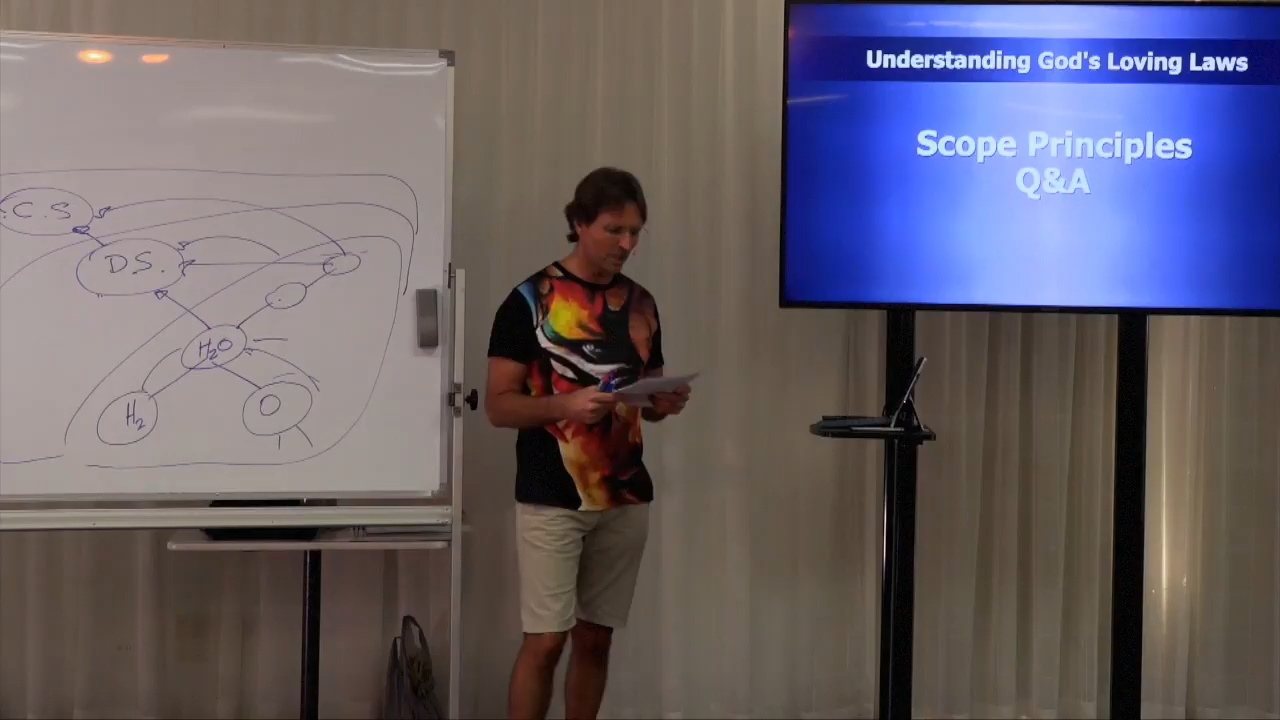 .C.S
D.S.
H₂O
H₂
O
Understanding God's Loving Laws
Scope Principles
Q&A